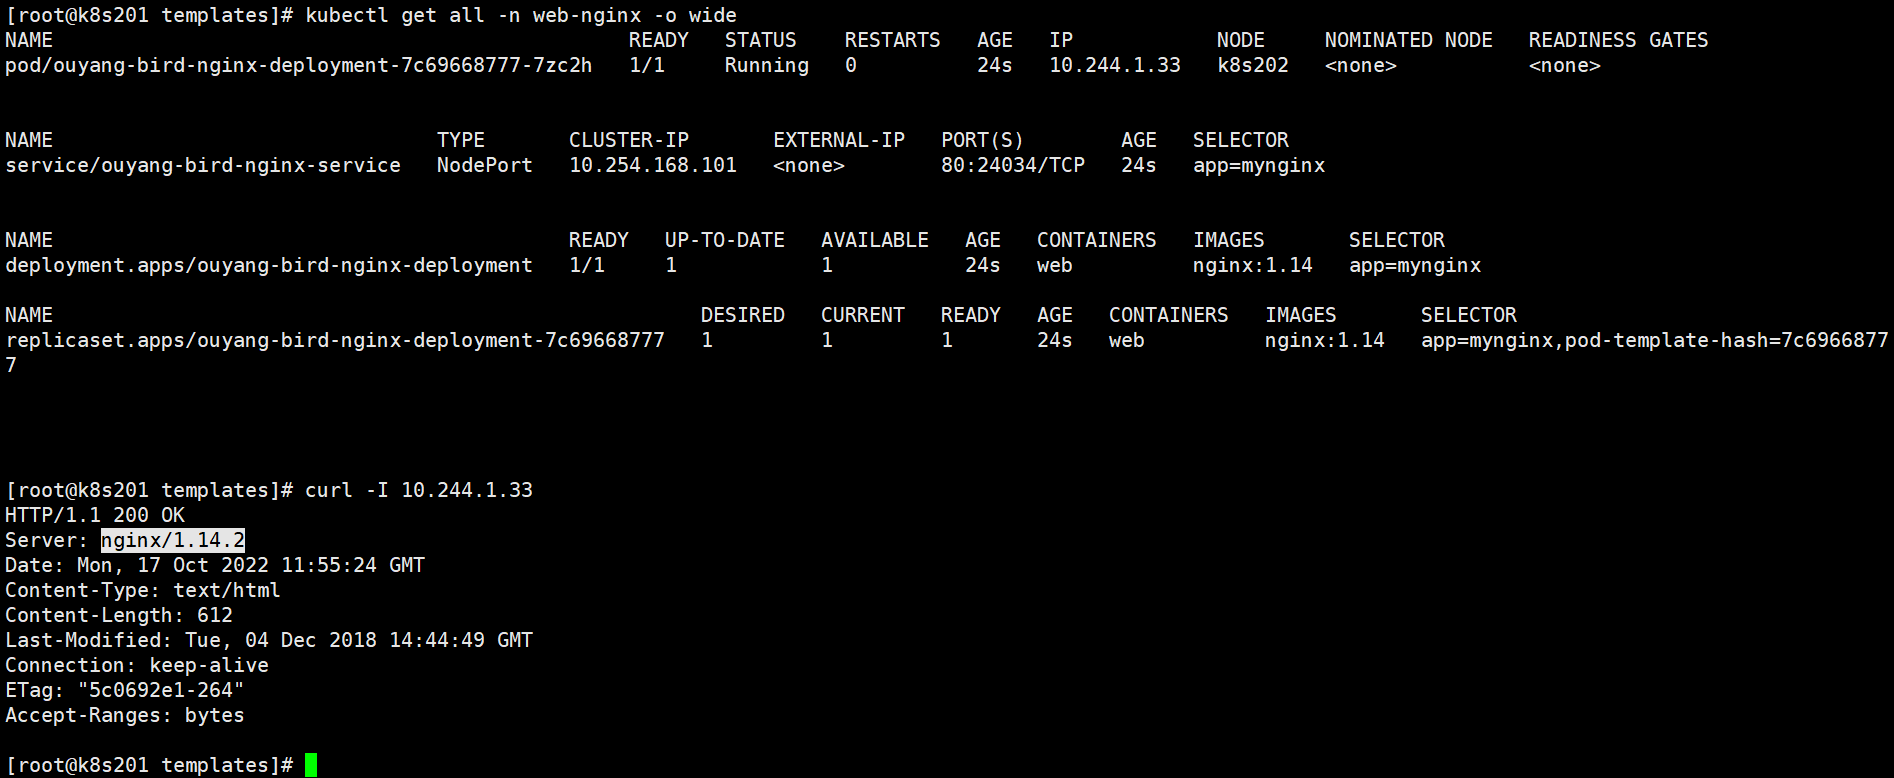 [root@k8s201 templates]# kubectl get all -n web-nginx -o wide
NAME                                                READY   STATUS    RESTARTS   AGE   IP            NODE     NOMINATED NODE   READINESS GATES
pod/ouyang-bird-nginx-deployment-7c69668777-7zc2h   1/1     Running   0          24s   10.244.1.33   k8s202   <none>           <none>
NAME                                TYPE       CLUSTER-IP       EXTERNAL-IP   PORT(S)        AGE   SELECTOR
service/ouyang-bird-nginx-service   NodePort   10.254.168.101   <none>        80:24034/TCP   24s   app=mynginx
NAME                                           READY   UP-TO-DATE   AVAILABLE   AGE   CONTAINERS   IMAGES       SELECTOR
deployment.apps/ouyang-bird-nginx-deployment   1/1     1            1           24s   web          nginx:1.14   app=mynginx
NAME                                                      DESIRED   CURRENT   READY   AGE   CONTAINERS   IMAGES       SELECTOR
replicaset.apps/ouyang-bird-nginx-deployment-7c69668777   1         1         1       24s   web          nginx:1.14   app=mynginx,pod-template-hash=7c6966877
7
[root@k8s201 templates]# curl -I 10.244.1.33
HTTP/1.1 200 OK
Server: nginx/1.14.2
Date: Mon, 17 Oct 2022 11:55:24 GMT
Content-Type: text/html
Content-Length: 612
Last-Modified: Tue, 04 Dec 2018 14:44:49 GMT
Connection: keep-alive
ETag: "5c0692e1-264"
Accept-Ranges: bytes
[root@k8s201 templates]#